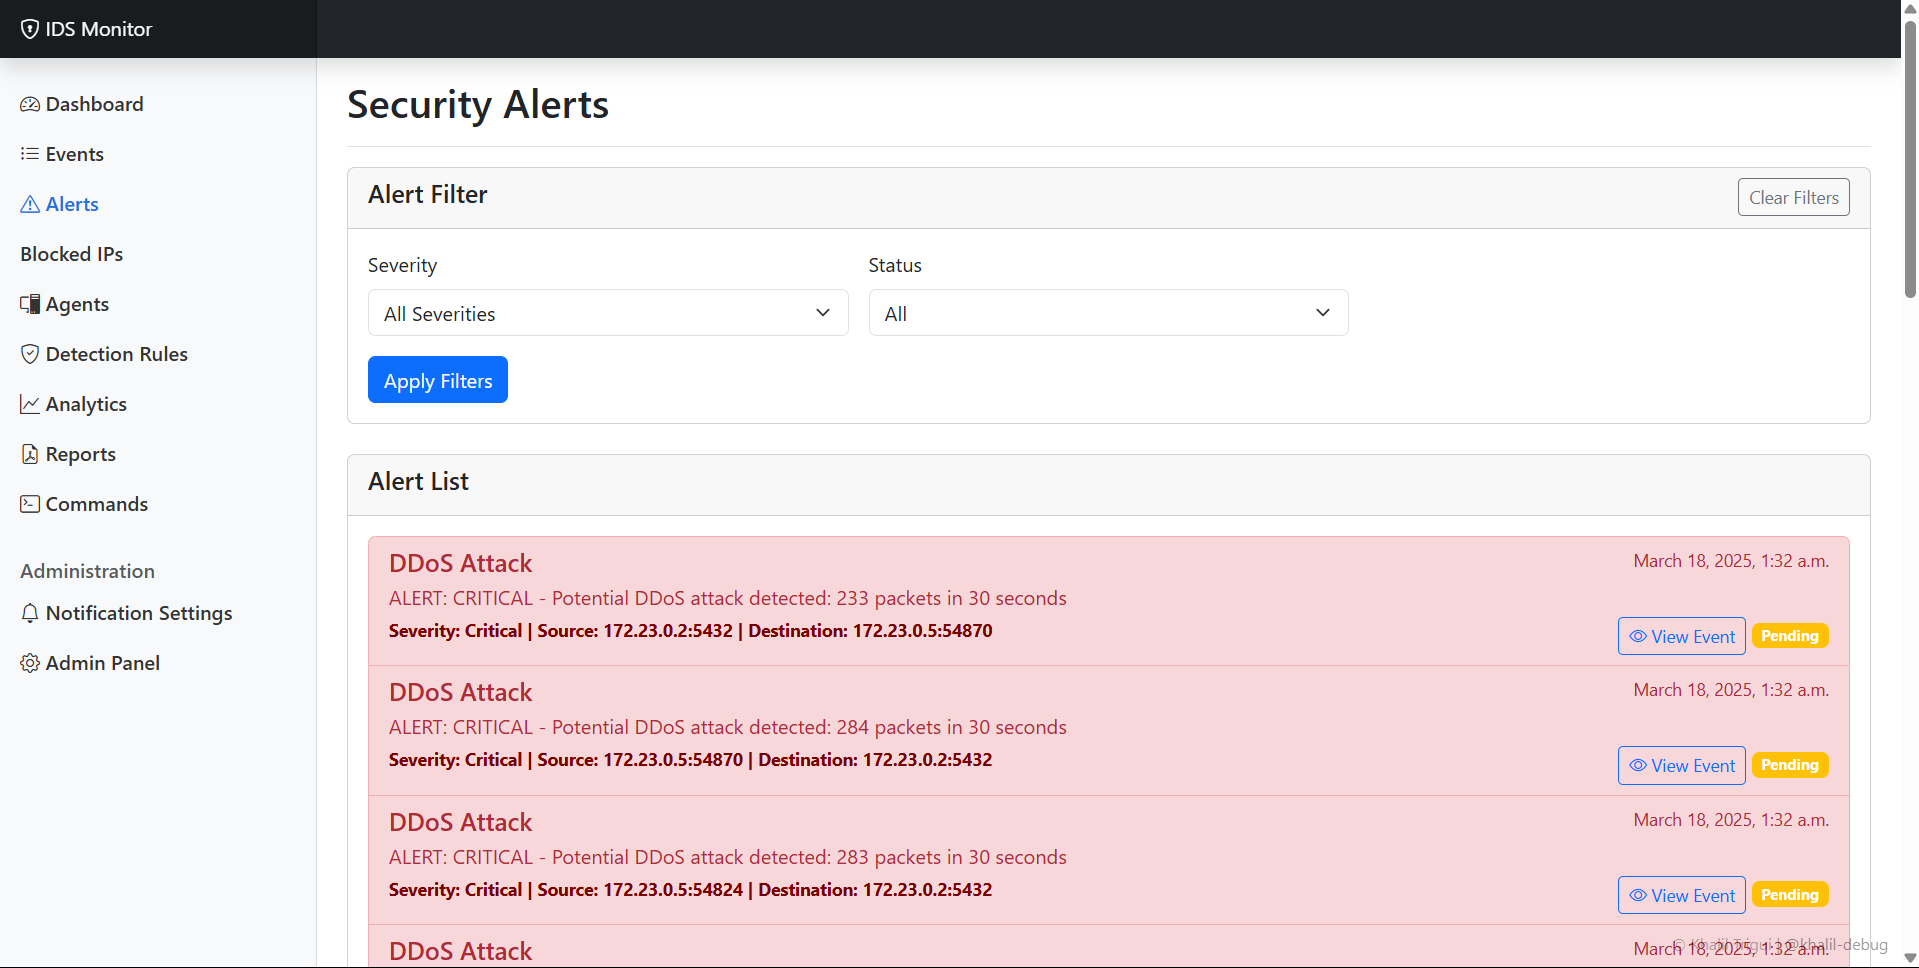 IDS Monitor
Dashboard
Events
Alerts
Blocked IPs
Agents
Detection Rules
Analytics
Reports
Commands
Administration
Notification Settings
Admin Panel
Security Alerts
Alert Filter
Clear Filters
Severity
Status
All Severities
All
Apply Filters
Alert List
DDoS Attack
March 18, 2025, 1:32 a.m.
ALERT: CRITICAL - Potential DDoS attack detected: 233 packets in 30 seconds
Severity: Critical | Source: 172.23.0.2:5432 | Destination: 172.23.0.5:54870
View Event Pending
DDoS Attack
March 18, 2025, 1:32 a.m.
ALERT: CRITICAL - Potential DDoS attack detected: 284 packets in 30 seconds
Severity: Critical | Source: 172.23.0.5:54870 | Destination: 172.23.0.2:5432
View Event Pending
DDoS Attack
March 18, 2025, 1:32 a.m.
ALERT: CRITICAL - Potential DDoS attack detected: 283 packets in 30 seconds
Severity: Critical | Source: 172.23.0.5:54824 | Destination: 172.23.0.2:5432
View Event Pending
DDoS Attack
March 18, 2025, 1:32 a.m.
© Khalil Trigui | @khalil-debug